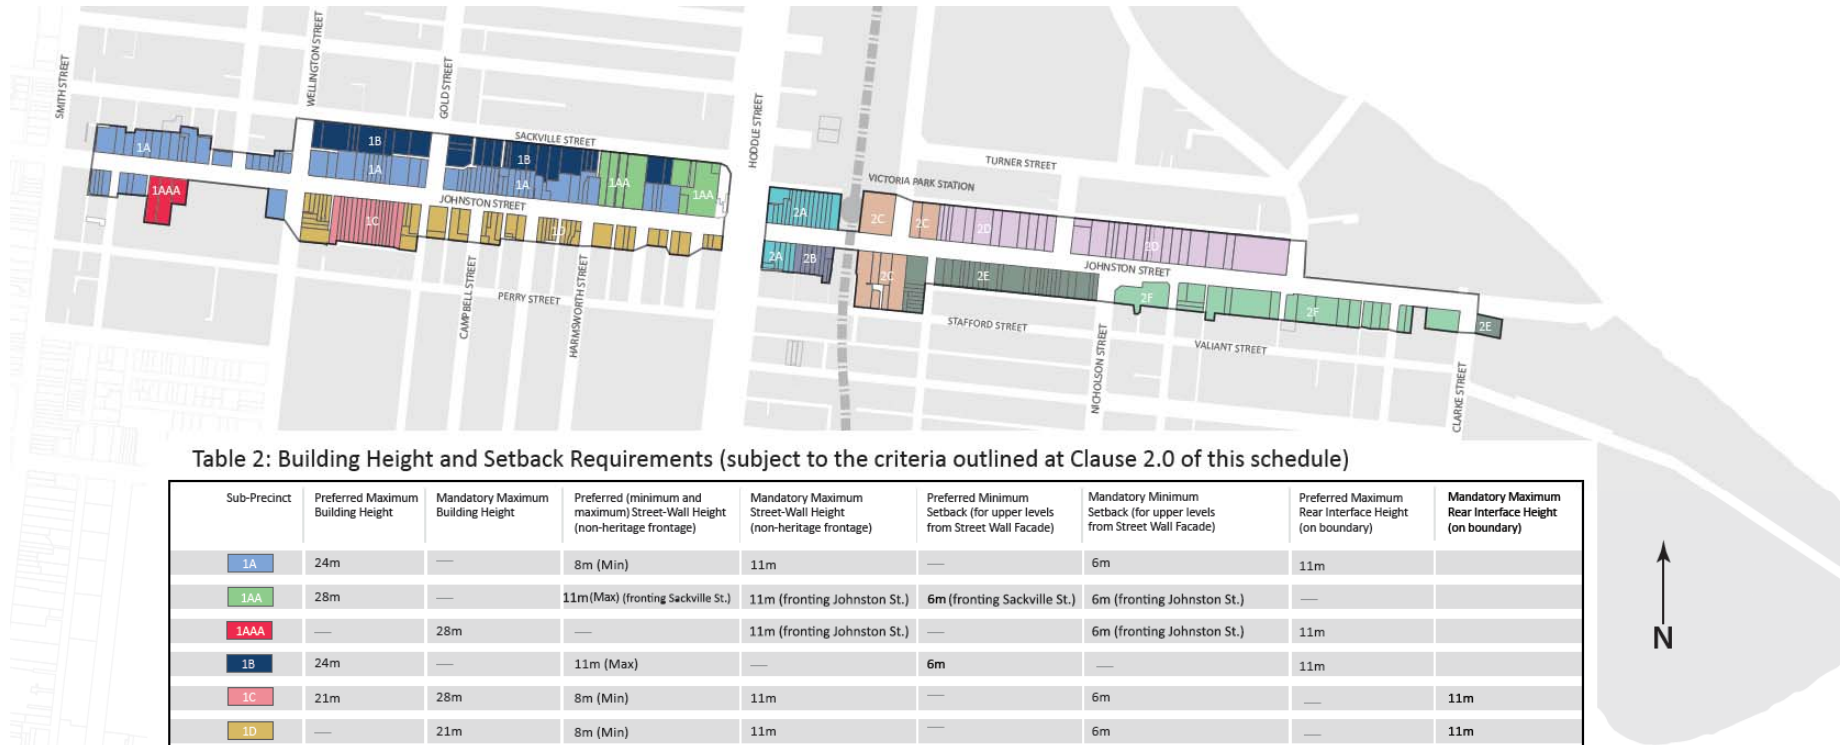 SMITH STREET
WELLINGTON STREET
GOLD STREET
HODDLE STREET
SACKVILLE STREET
1A
1B
1A
1B
1A
1AA
1AA
1AAA
JOHNSTON STREET
1C
1D
CAMPBELL STREET
HARMSWORTH STREET
PERRY STREET
TURNER STREET
VICTORIA PARK STATION
2A
2C
2C
2D
2D
2A
2B
2C
2E
JOHNSTON STREET
2F
2F
2E
STAFFORD STREET
NICHOLSON STREET
VALIANT STREET
CLARKE STREET
N
Table 2: Building Height and Setback Requirements (subject to the criteria outlined at Clause 2.0 of this schedule)
Sub-Precinct
Preferred Maximum
Building Height
Mandatory Maximum
Building Height
Preferred (minimum and
maximum) Street-Wall Height
(non-heritage frontage)
Mandatory Maximum
Street-Wall Height
(non-heritage frontage)
Preferred Minimum
Setback (for upper levels
from Street Wall Facade)
Mandatory Minimum
Setback (for upper levels
from Street Wall Facade)
Preferred Maximum
Rear Interface Height
(on boundary)
Mandatory Maximum
Rear Interface Height
(on boundary)
1A 24m — 8m (Min) 11m — 6m 11m
1AA 28m — 11m(Max) (fronting Sackville St.) 11m (fronting Johnston St.) 6m (fronting Sackville St.) 6m (fronting Johnston St.) —
1AAA — 28m — 11m (fronting Johnston St.) — 6m (fronting Johnston St.) 11m
1B 24m — 11m (Max) — 6m — 11m
1C 21m 28m 8m (Min) 11m — 6m — 11m
1D — 21m 8m (Min) 11m — 6m — 11m